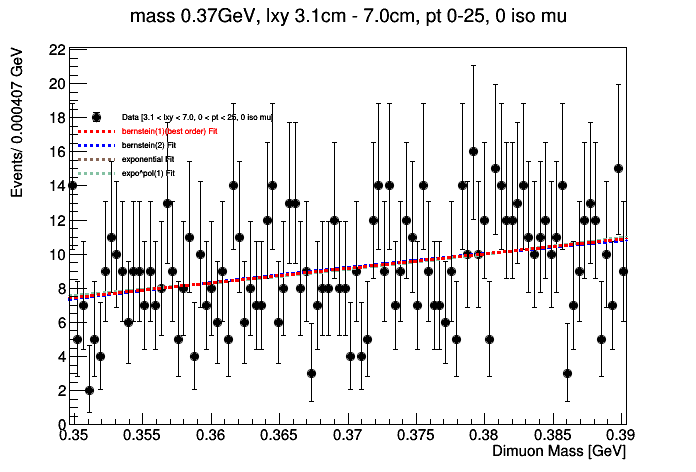 mass 0.37GeV, lxy 3.1cm - 7.0cm, pt 0-25, 0 iso mu
Events/ 0.000407 GeV
22
20
18
16
14
12
10
8
6
4
2
0
Data [3.1 < lxy < 7.0, 0 < pt < 25, 0 iso mu]
bernstein(1)(best order) Fit
bernstein(2) Fit
exponential Fit
expo*pol(1) Fit
0.35 0.355 0.36 0.365 0.37 0.375 0.38 0.385 0.39
Dimuon Mass [GeV]